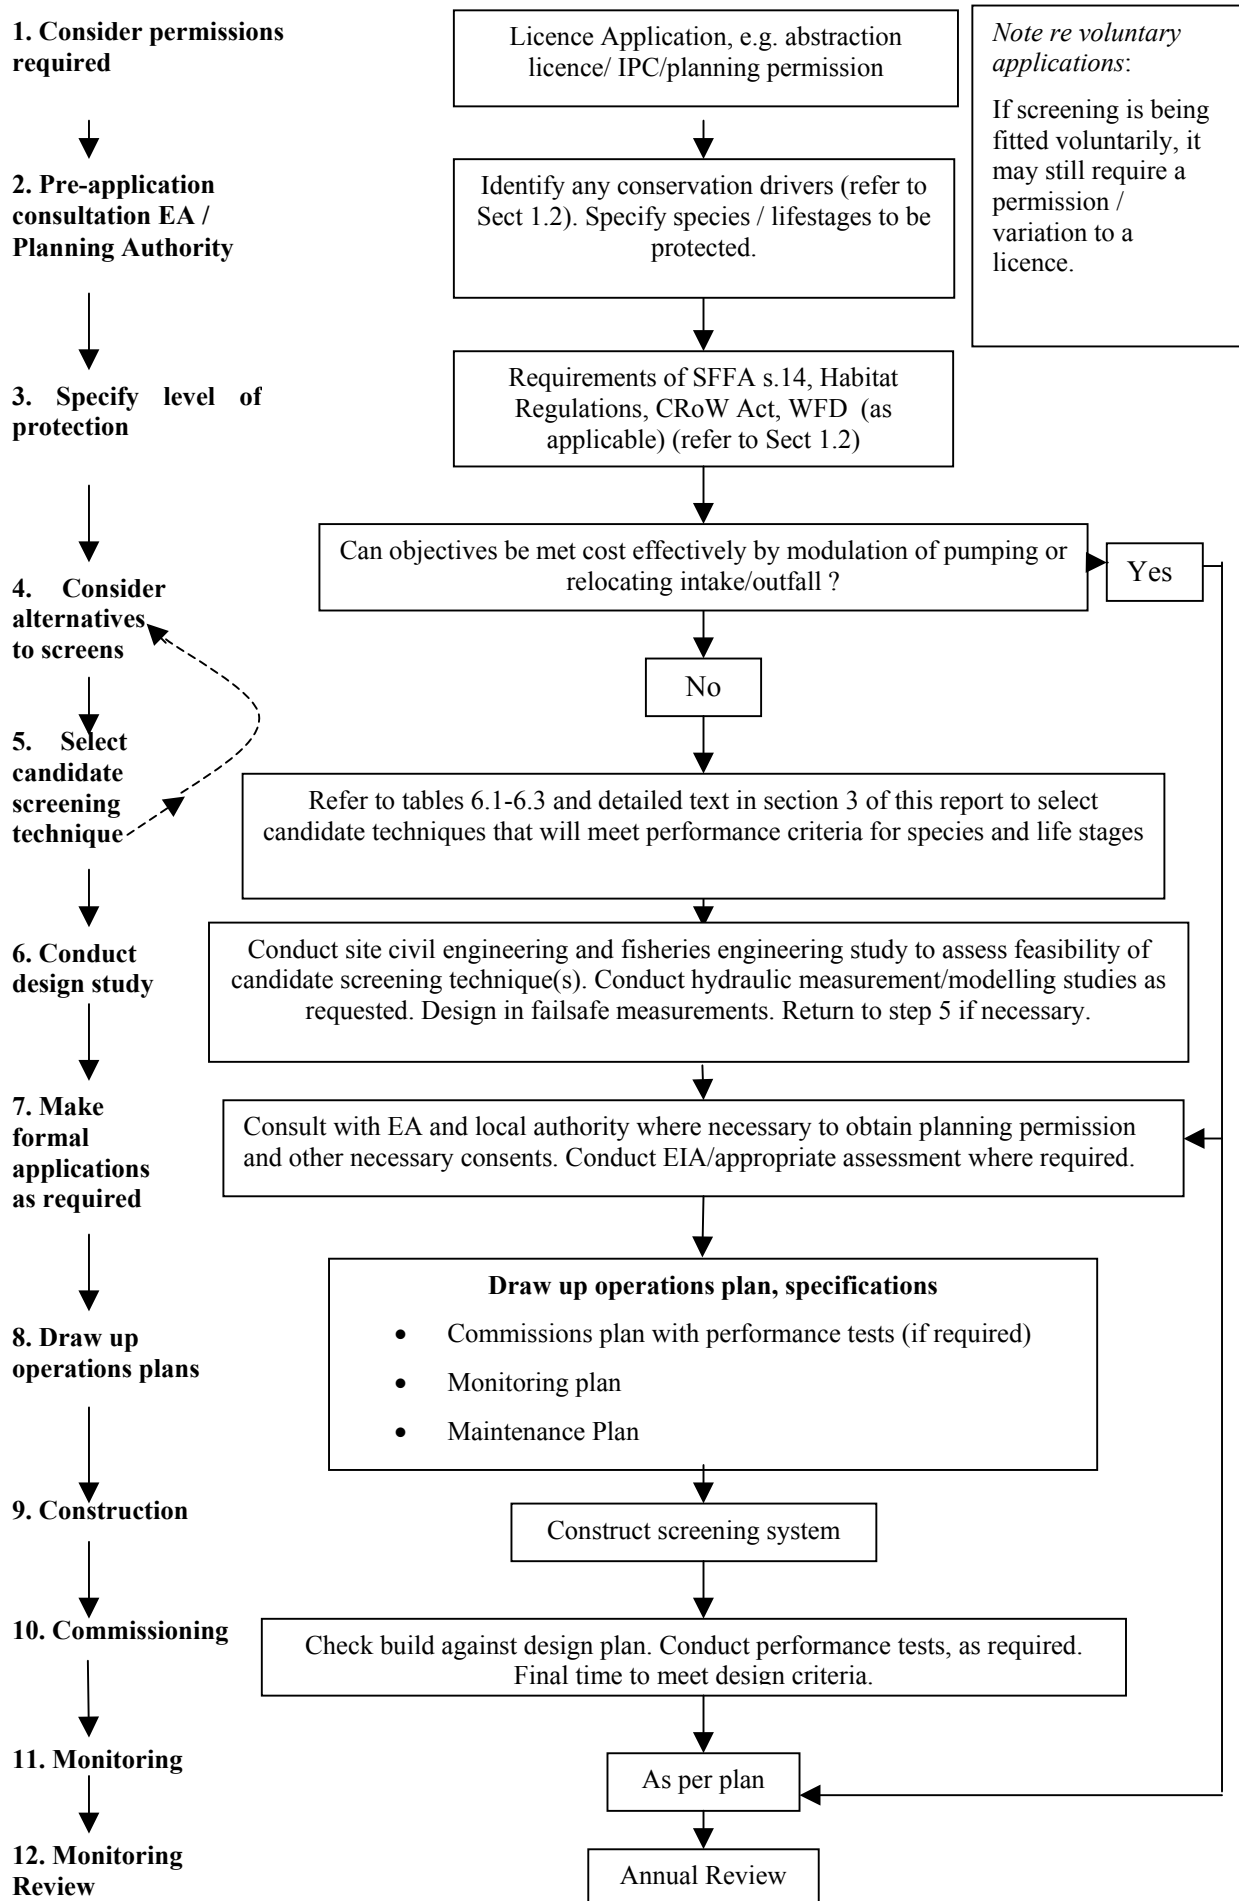 1. Consider permissions
required
Licence Application, e.g. abstraction
licence/ IPC/planning permission
Note re voluntary
applications:
If screening is being
fitted voluntarily, it
may still require a
permission /
variation to a
licence.
2. Pre-application
consultation EA /
Planning Authority
Identify any conservation drivers (refer to
Sect 1.2). Specify species / lifestages to be
protected.
3. Specify level of
protection
Requirements of SFFA s.14, Habitat
Regulations, CRoW Act, WFD (as
applicable) (refer to Sect 1.2)
4. Consider
alternatives
to screens
Can objectives be met cost effectively by modulation of pumping or
relocating intake/outfall ?
Yes
No
5. Select
candidate
screening
technique
Refer to tables 6.1-6.3 and detailed text in section 3 of this report to select
candidate techniques that will meet performance criteria for species and life stages
6. Conduct
design study
Conduct site civil engineering and fisheries engineering study to assess feasibility of
candidate screening technique(s). Conduct hydraulic measurement/modelling studies as
requested. Design in failsafe measurements. Return to step 5 if necessary.
7. Make
formal
applications
as required
Consult with EA and local authority where necessary to obtain planning permission
and other necessary consents. Conduct EIA/appropriate assessment where required.
8. Draw up
operations plans
Draw up operations plan, specifications
• Commissions plan with performance tests (if required)
• Monitoring plan
• Maintenance Plan
9. Construction
Construct screening system
10. Commissioning
Check build against design plan. Conduct performance tests, as required.
Final time to meet design criteria.
11. Monitoring
As per plan
12. Monitoring
Review
Annual Review